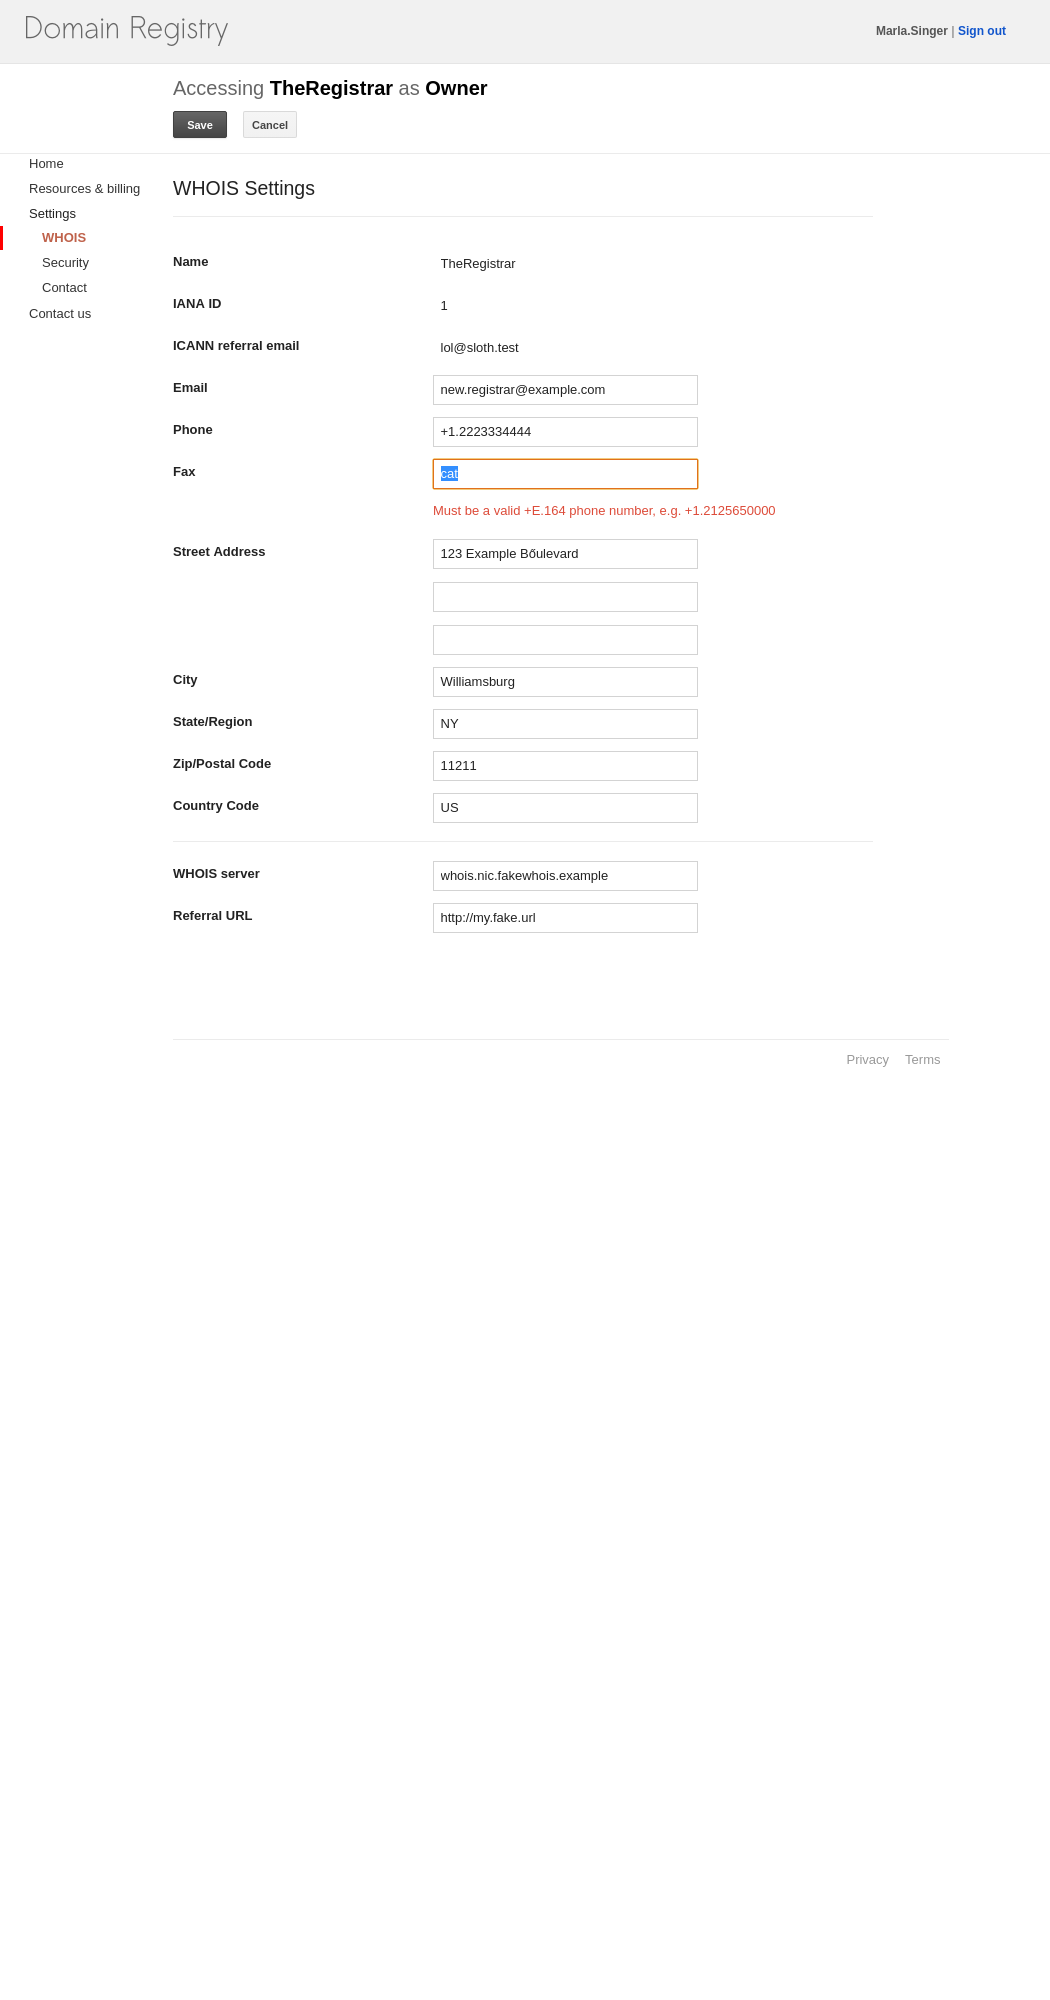 Domain Registry
Marla.Singer | Sign out
Accessing TheRegistrar as Owner
Save Cancel
Home
Resources & billing
Settings
WHOIS
Security
Contact
Contact us
WHOIS Settings
Name TheRegistrar
IANA ID 1
ICANN referral email lol@sloth.test
Email new.registrar@example.com
Phone +1.2223334444
Fax cat
Must be a valid +E.164 phone number, e.g. +1.2125650000
Street Address 123 Example Bőulevard
City Williamsburg
State/Region NY
Zip/Postal Code 11211
Country Code US
WHOIS server whois.nic.fakewhois.example
Referral URL http://my.fake.url
Privacy Terms